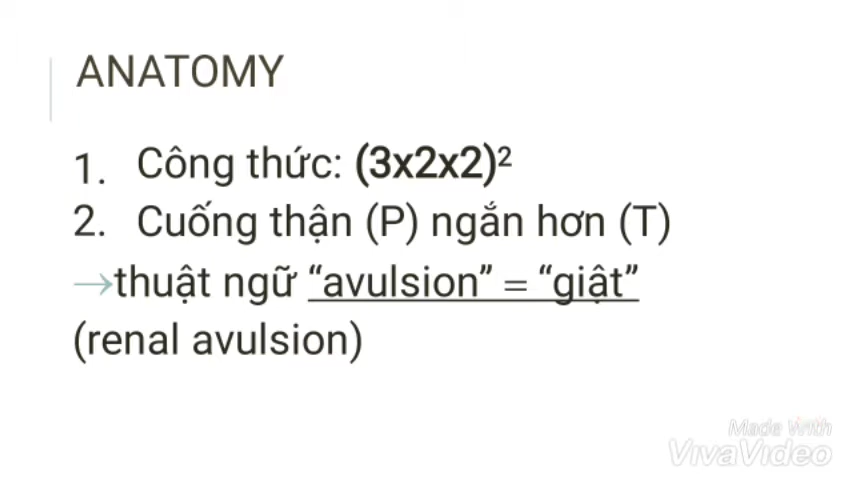 ANATOMY
1. Công thức: (3x2x2)²
2. Cuống thận (P) ngắn hơn (T)
→thuật ngữ “avulsion” = “giật”
(renal avulsion)
Made With
VivaVideo